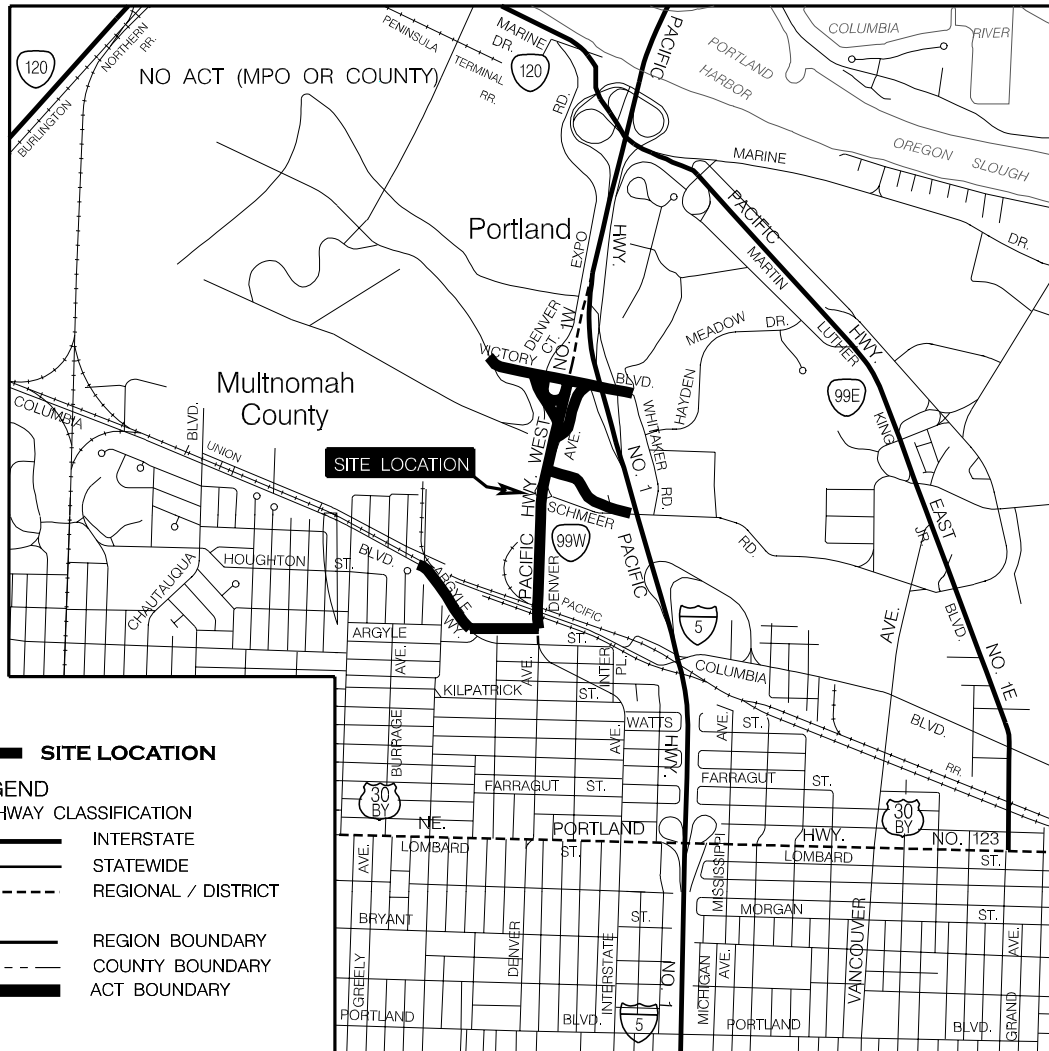 120
BURLINGTON
NORTHERN
RR.
NO ACT (MPO OR COUNTY)
PENINSULA
TERMINAL
RR.
MARINE
DR.
120
RD.
EXPO
PACIFIC
HWY.
COLUMBIA
RIVER
PORTLAND
HARBOR
OREGON SLOUGH
MARINE
DR.
Portland
PACIFIC
HWY.
EAST
NO. 1E
MARTIN
LUTHER
KING
JR
BLVD.
99E
DENVER
CT.
NO. 1W
VICTORY
BLVD.
MEADOW DR.
HAYDEN
WHITAKER
RD.
Multnomah
County
COLUMBIA
BLVD.
UNION
BLVD.
SITE LOCATION
PACIFIC HWY. WEST
AVE.
DENVER
99W
SCHMEER
RD.
NO. 1
PACIFIC
5
HOUGHTON ST.
CHAUTAUQUA
ARGYLE
WY.
PACIFIC
ARGYLE
ST.
AVE.
BURRAGE
KILPATRICK
ST.
AVE.
INTER
PL.
AVE.
WATTS
ST.
AVE.
HWY.
COLUMBIA
BLVD.
RR.
AVE.
FARRAGUT ST.
FARRAGUT ST.
30
BY
30
BY
NE. PORTLAND HWY. NO. 123
LOMBARD ST.
LOMBARD ST.
AVE.
GREELY
BRYANT
DENVER
INTERSTATE
ST.
MISSISSIPPI
MORGAN ST.
MICHIGAN
AVE.
VANCOUVER
AVE.
GRAND
NO. 1
5
PORTLAND BLVD.
PORTLAND BLVD.
SITE LOCATION
GEND
HWAY CLASSIFICATION
INTERSTATE
STATEWIDE
REGIONAL / DISTRICT
REGION BOUNDARY
COUNTY BOUNDARY
ACT BOUNDARY